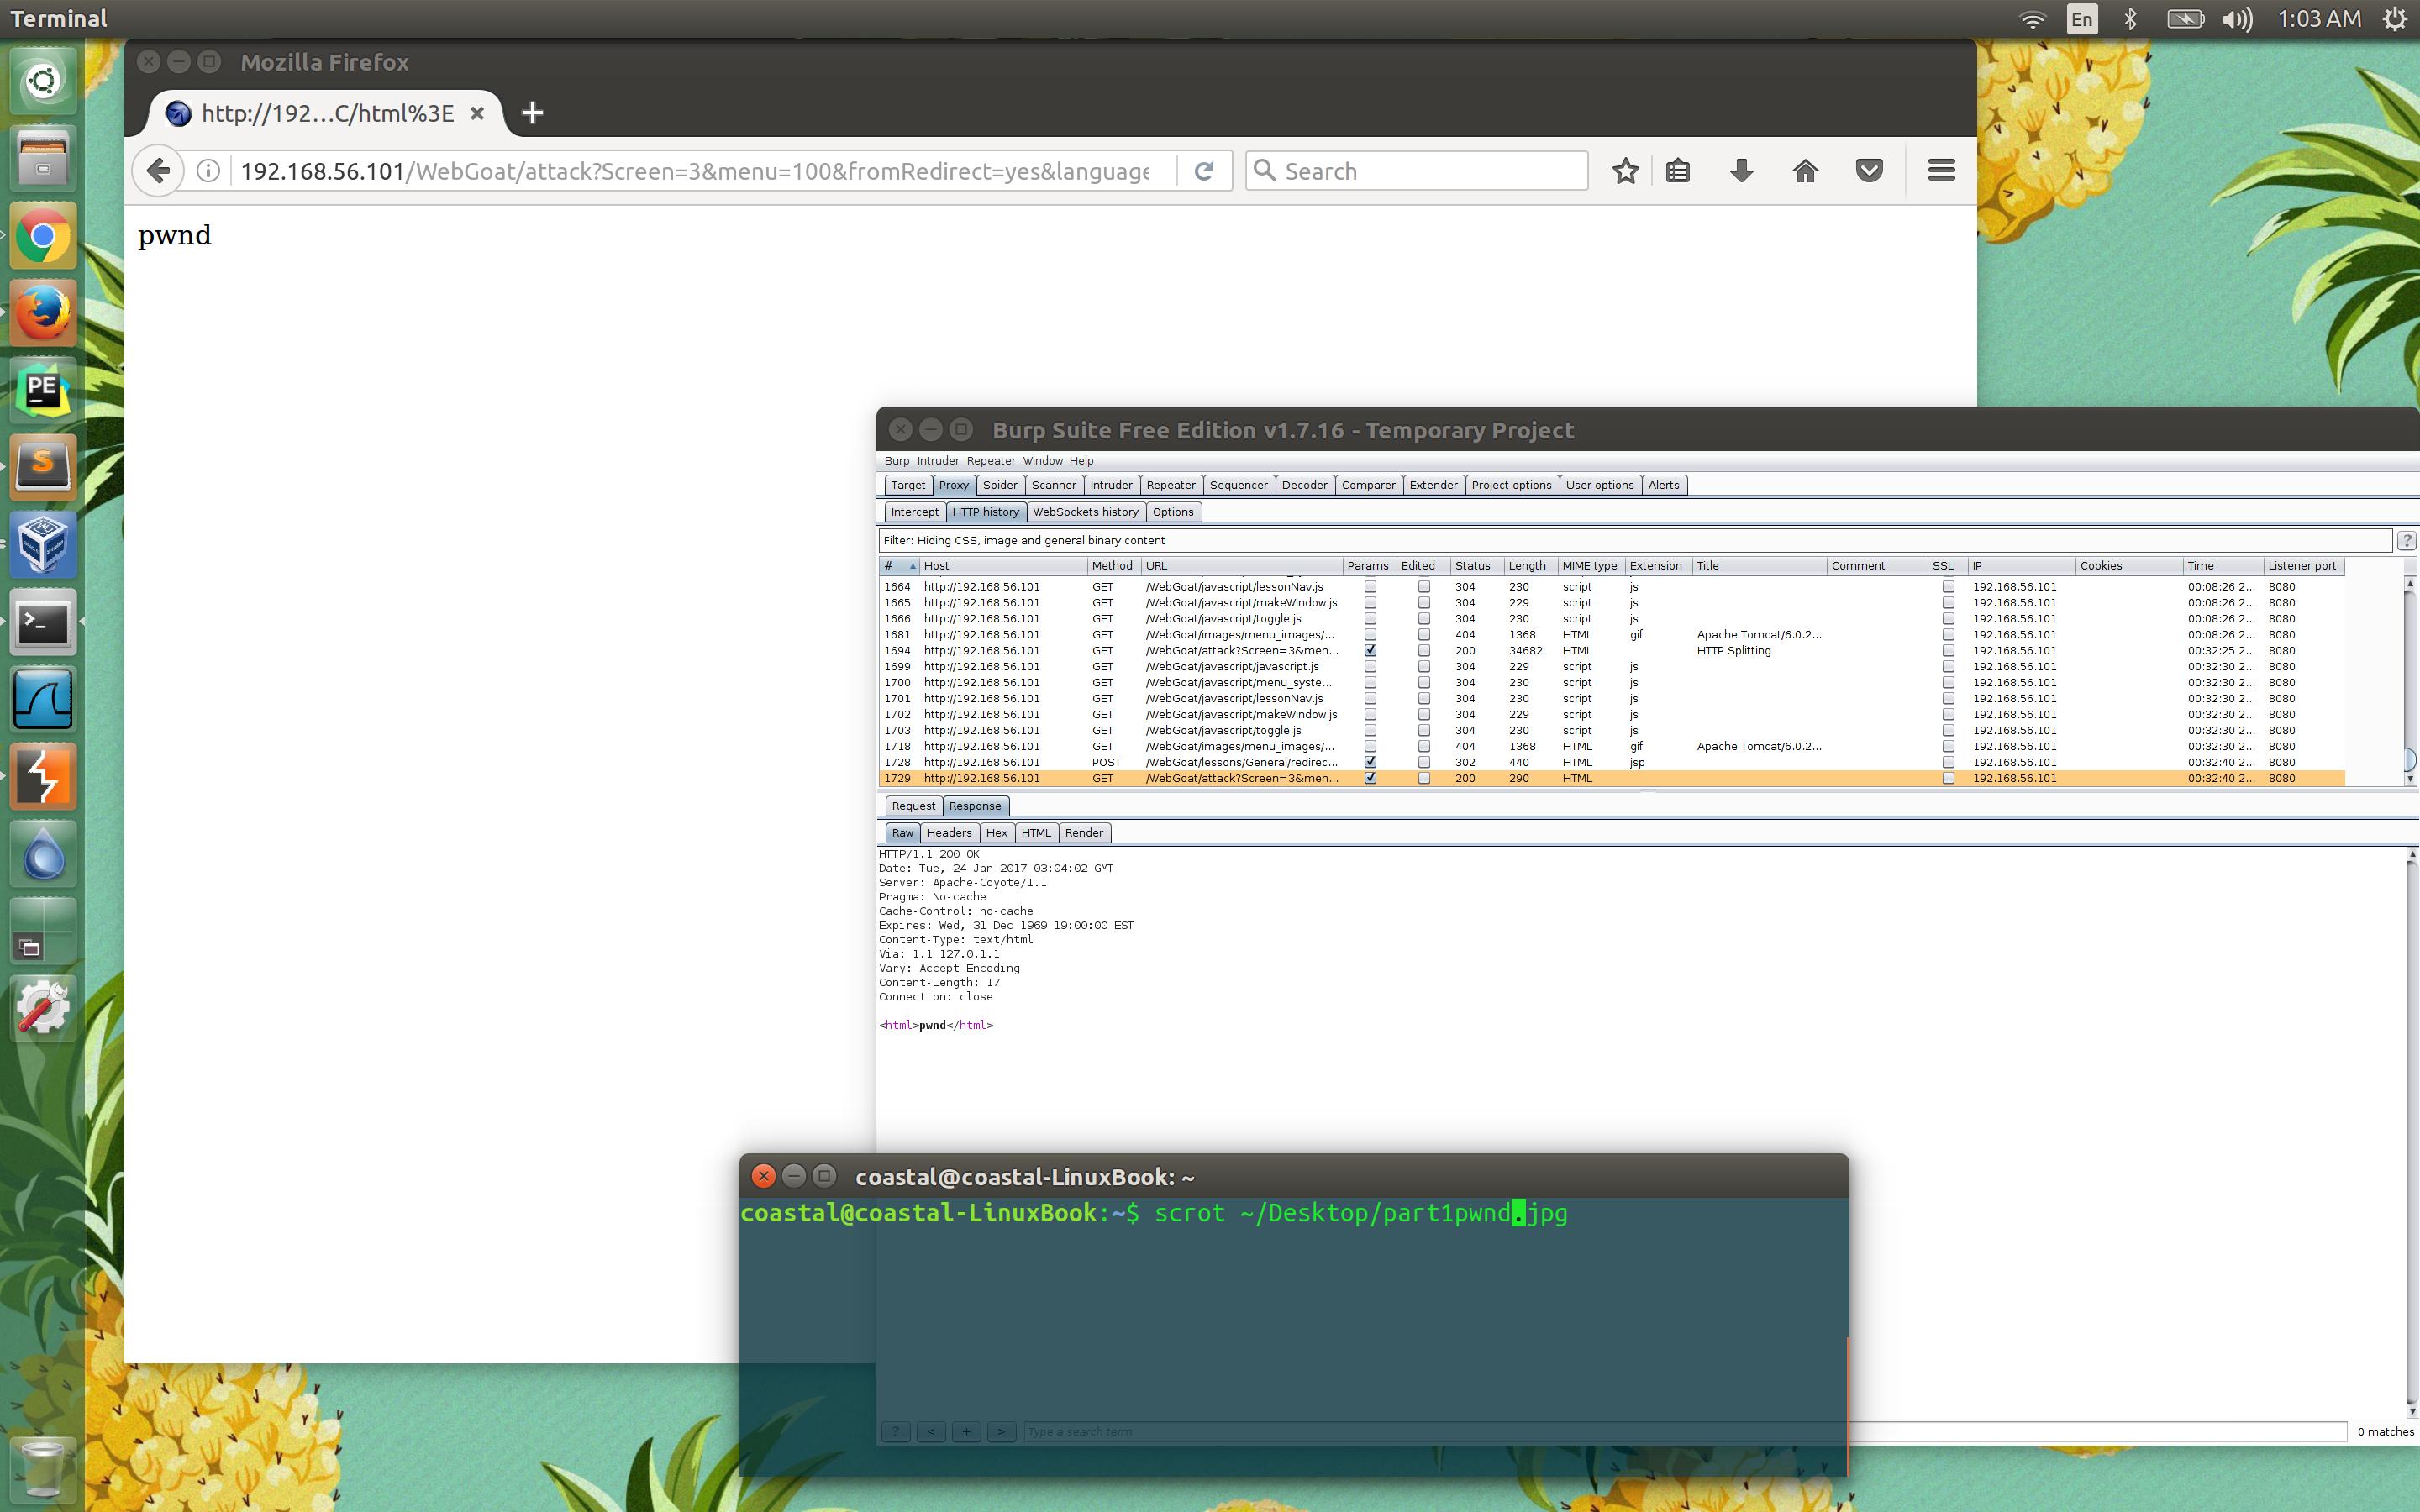 Terminal
En
1:03 AM
Mozilla Firefox
http://192...C/html%3E
192.168.56.101/WebGoat/attack?Screen=3&menu=100&fromRedirect=yes&language
Search
pwnd
PE
S
Burp Suite Free Edition v1.7.16 - Temporary Project
Burp Intruder Repeater Window Help
Target Proxy Spider Scanner Intruder Repeater Sequencer Decoder Comparer Extender Project options User options Alerts
Intercept HTTP history WebSockets history Options
Filter: Hiding CSS, image and general binary content ?
# Host Method URL Params Edited Status Length MIME type Extension Title Comment SSL IP Cookies Time Listener port
1664 http://192.168.56.101 GET /WebGoat/javascript/lessonNav.js 304 230 script js 192.168.56.101 00:08:26 2... 8080
1665 http://192.168.56.101 GET /WebGoat/javascript/makeWindow.js 304 229 script js 192.168.56.101 00:08:26 2... 8080
1666 http://192.168.56.101 GET /WebGoat/javascript/toggle.js 304 230 script js 192.168.56.101 00:08:26 2... 8080
1681 http://192.168.56.101 GET /WebGoat/images/menu_images/... 404 1368 HTML gif Apache Tomcat/6.0.2... 192.168.56.101 00:08:26 2... 8080
1694 http://192.168.56.101 GET /WebGoat/attack?Screen=3&men... 200 34682 HTML HTTP Splitting 192.168.56.101 00:32:25 2... 8080
1699 http://192.168.56.101 GET /WebGoat/javascript/javascript.js 304 229 script js 192.168.56.101 00:32:30 2... 8080
1700 http://192.168.56.101 GET /WebGoat/javascript/menu_syste... 304 230 script js 192.168.56.101 00:32:30 2... 8080
1701 http://192.168.56.101 GET /WebGoat/javascript/lessonNav.js 304 230 script js 192.168.56.101 00:32:30 2... 8080
1702 http://192.168.56.101 GET /WebGoat/javascript/makeWindow.js 304 229 script js 192.168.56.101 00:32:30 2... 8080
1703 http://192.168.56.101 GET /WebGoat/javascript/toggle.js 304 230 script js 192.168.56.101 00:32:30 2... 8080
1718 http://192.168.56.101 GET /WebGoat/images/menu_images/... 404 1368 HTML gif Apache Tomcat/6.0.2... 192.168.56.101 00:32:30 2... 8080
1728 http://192.168.56.101 POST /WebGoat/lessons/General/redirec... 302 440 HTML jsp 192.168.56.101 00:32:40 2... 8080
1729 http://192.168.56.101 GET /WebGoat/attack?Screen=3&men... 200 290 HTML 192.168.56.101 00:32:40 2... 8080
Request Response
Raw Headers Hex HTML Render
HTTP/1.1 200 OK
Date: Tue, 24 Jan 2017 03:04:02 GMT
Server: Apache-Coyote/1.1
Pragma: No-cache
Cache-Control: no-cache
Expires: Wed, 31 Dec 1969 19:00:00 EST
Content-Type: text/html
Via: 1.1 127.0.1.1
Vary: Accept-Encoding
Content-Length: 17
Connection: close
<html>pwnd</html>
coastal@coastal-LinuxBook: ~
coastal@coastal-LinuxBook:~$ scrot ~/Desktop/part1pwnd.jpg
? < + > Type a search term
0 matches